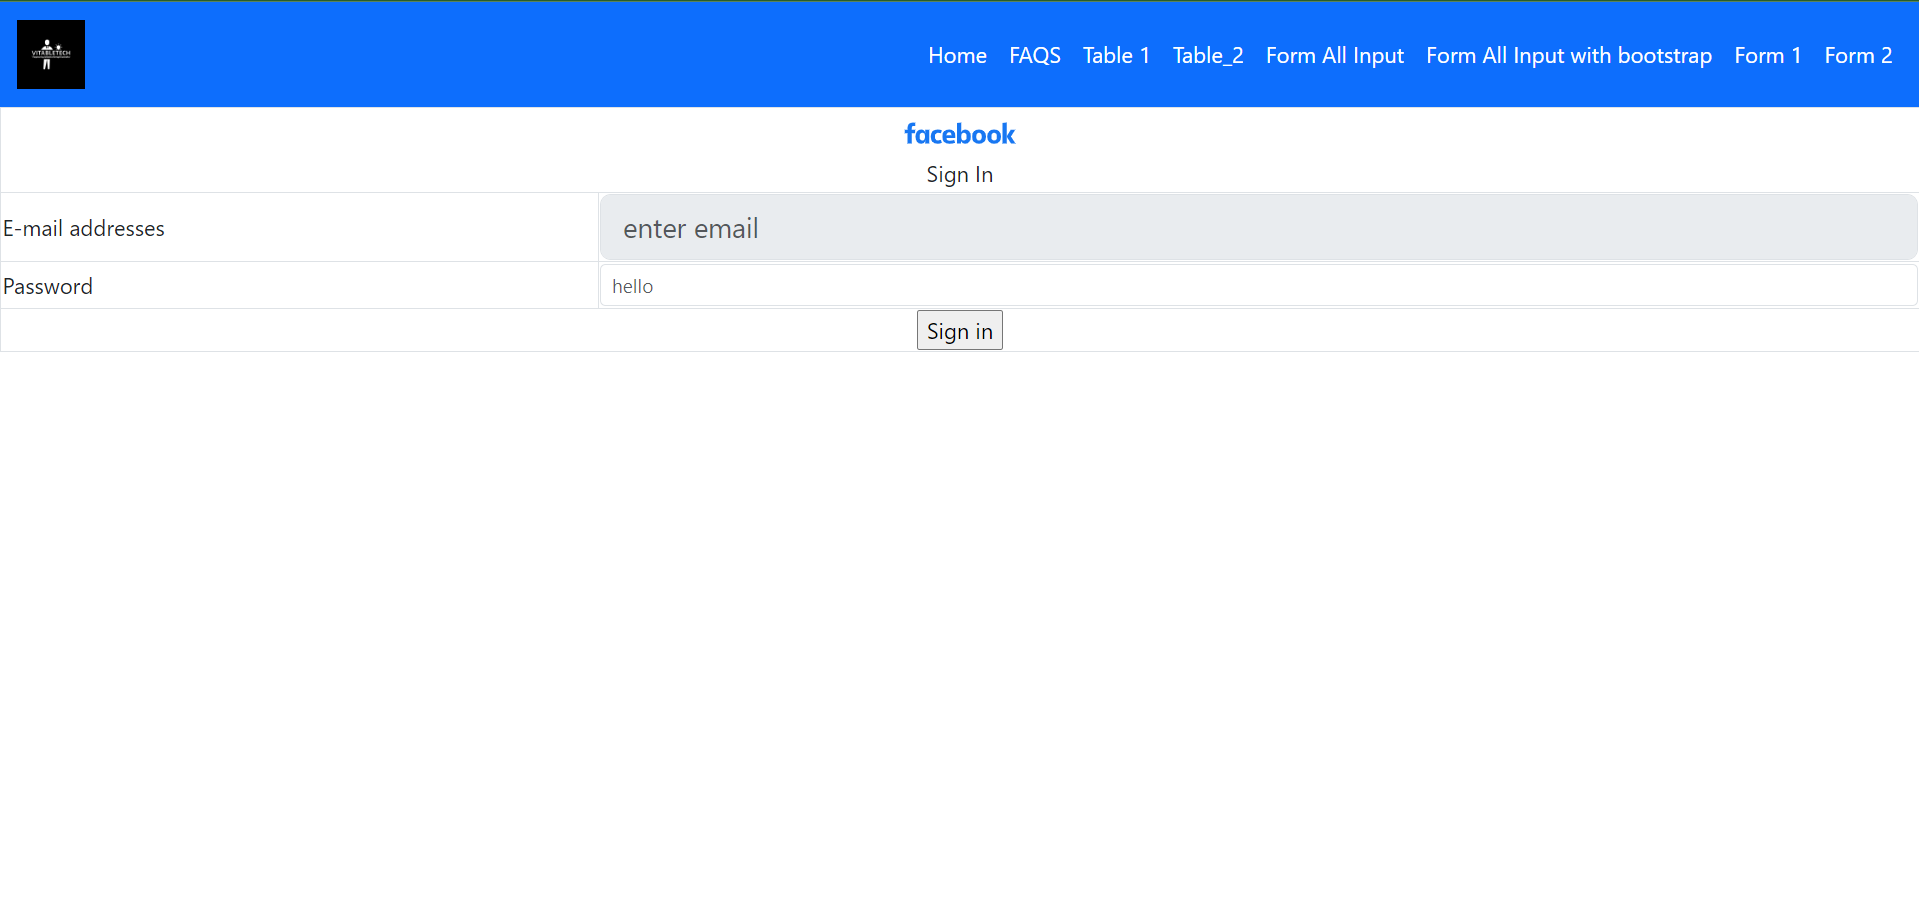 VITABLETECH
Home FAQS Table 1 Table_2 Form All Input Form All Input with bootstrap Form 1 Form 2
facebook
Sign In
E-mail addresses enter email
Password hello
Sign in